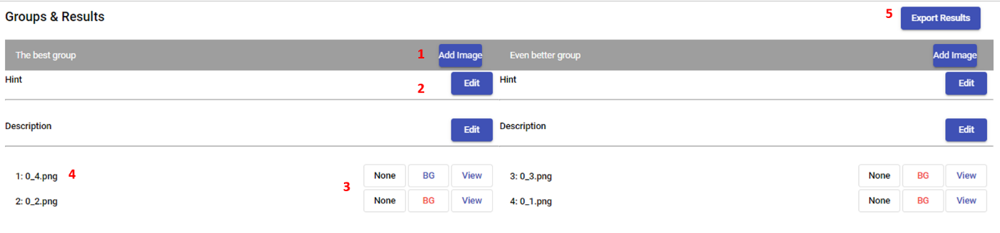 Groups & Results 5 Export Results
The best group 1 Add Image Even better group Add Image
Hint 2 Edit Hint Edit
Description Edit Description Edit
1: 0_4.png 4 3 None BG View 3: 0_3.png None BG View
2: 0_2.png None BG View 4: 0_1.png None BG View